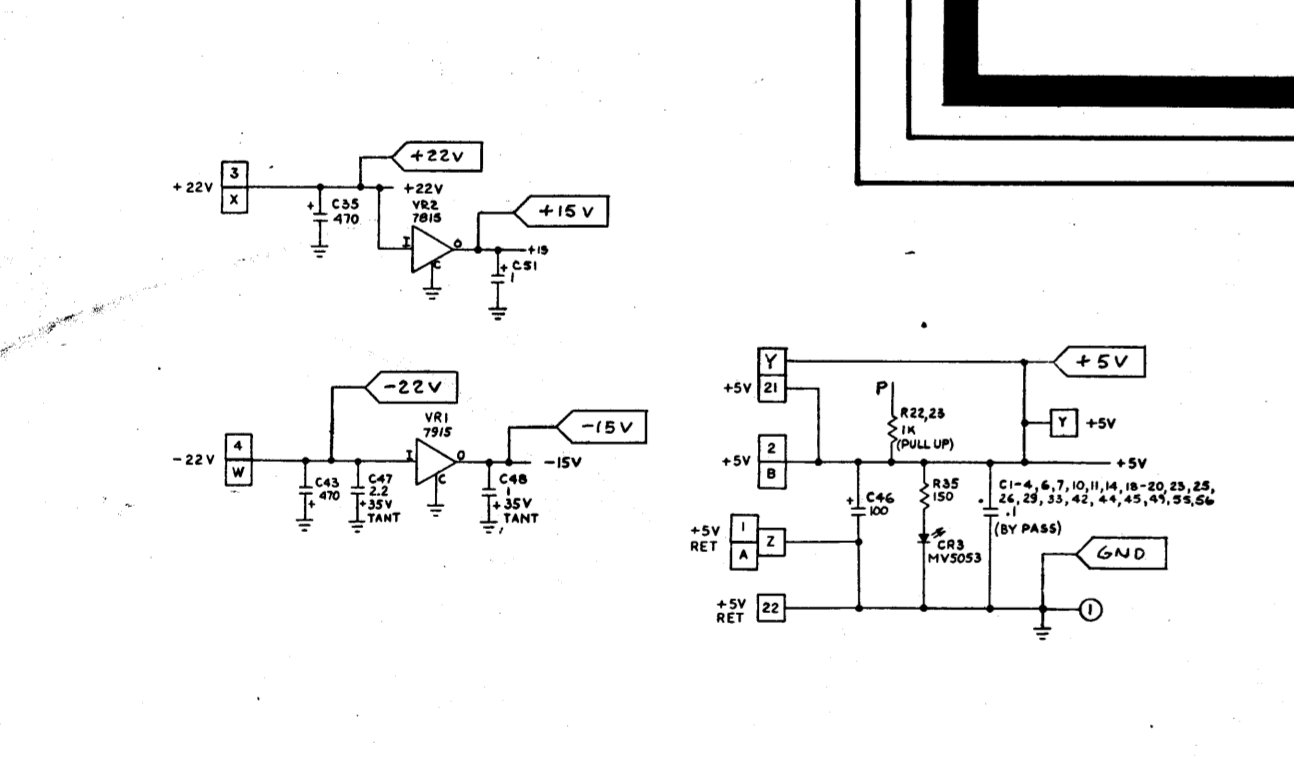 +22V
3
+22V
X
+
C35
470
+22V
VR2
7815
I
O
C
+15V
+15
+
C51
1
-22V
4
-22V
W
C43
470
+
C47
2.2
+35V
TANT
VR1
7915
I
O
C
-15V
-15V
C48
1
+35V
TANT
Y
+5V
+5V
21
P
R22,23
1K
(PULL UP)
Y
+5V
2
+5V
B
+5V
+
C46
100
R35
150
C1-4, 6, 7, 10, 11, 14, 18-20, 23, 25,
26, 29, 33, 42, 44, 45, 49, 55, 56
.1
(BY PASS)
+5V
RET
1
A
Z
CR3
MV5053
GND
+5V
RET
22
1